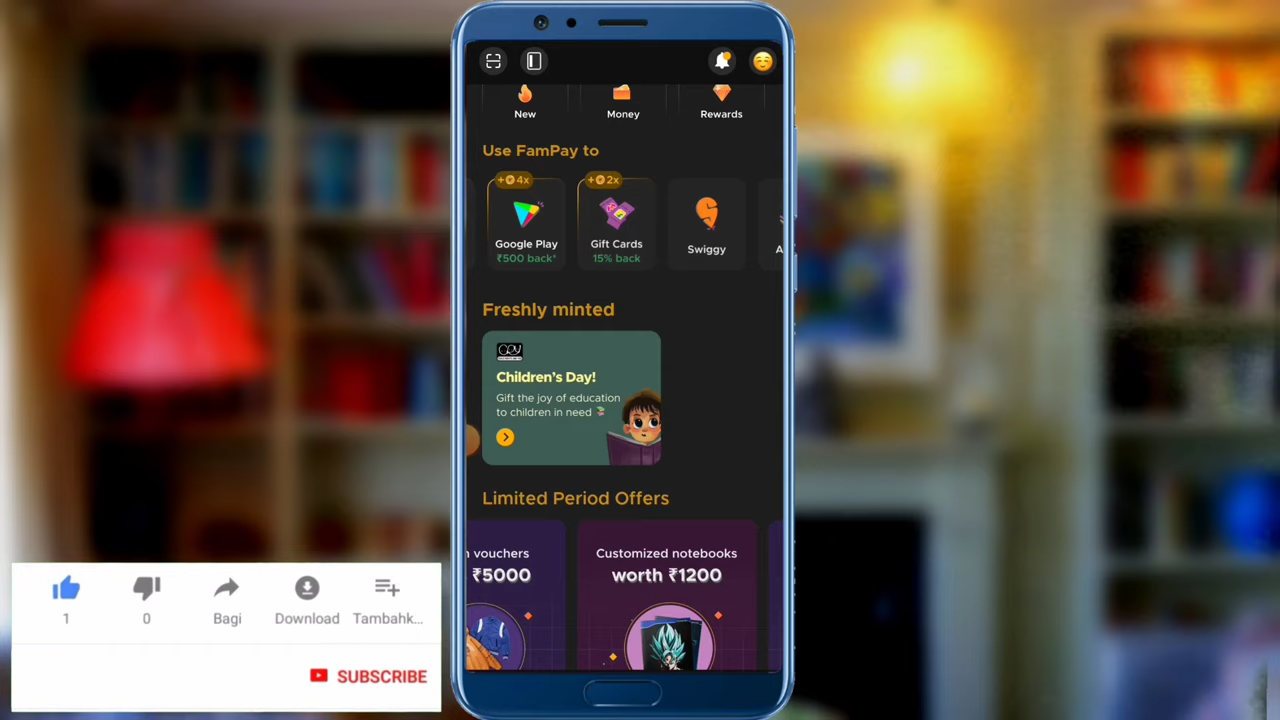 New Money Rewards
Use FamPay to
+ 4x
+ 2x
Google Play
₹500 back*
Gift Cards
15% back
Swiggy
Freshly minted
CRY
Children's Day!
Gift the joy of education
to children in need
Limited Period Offers
vouchers
₹5000
Customized notebooks
worth ₹1200
1 0 Bagi Download Tambahk...
SUBSCRIBE